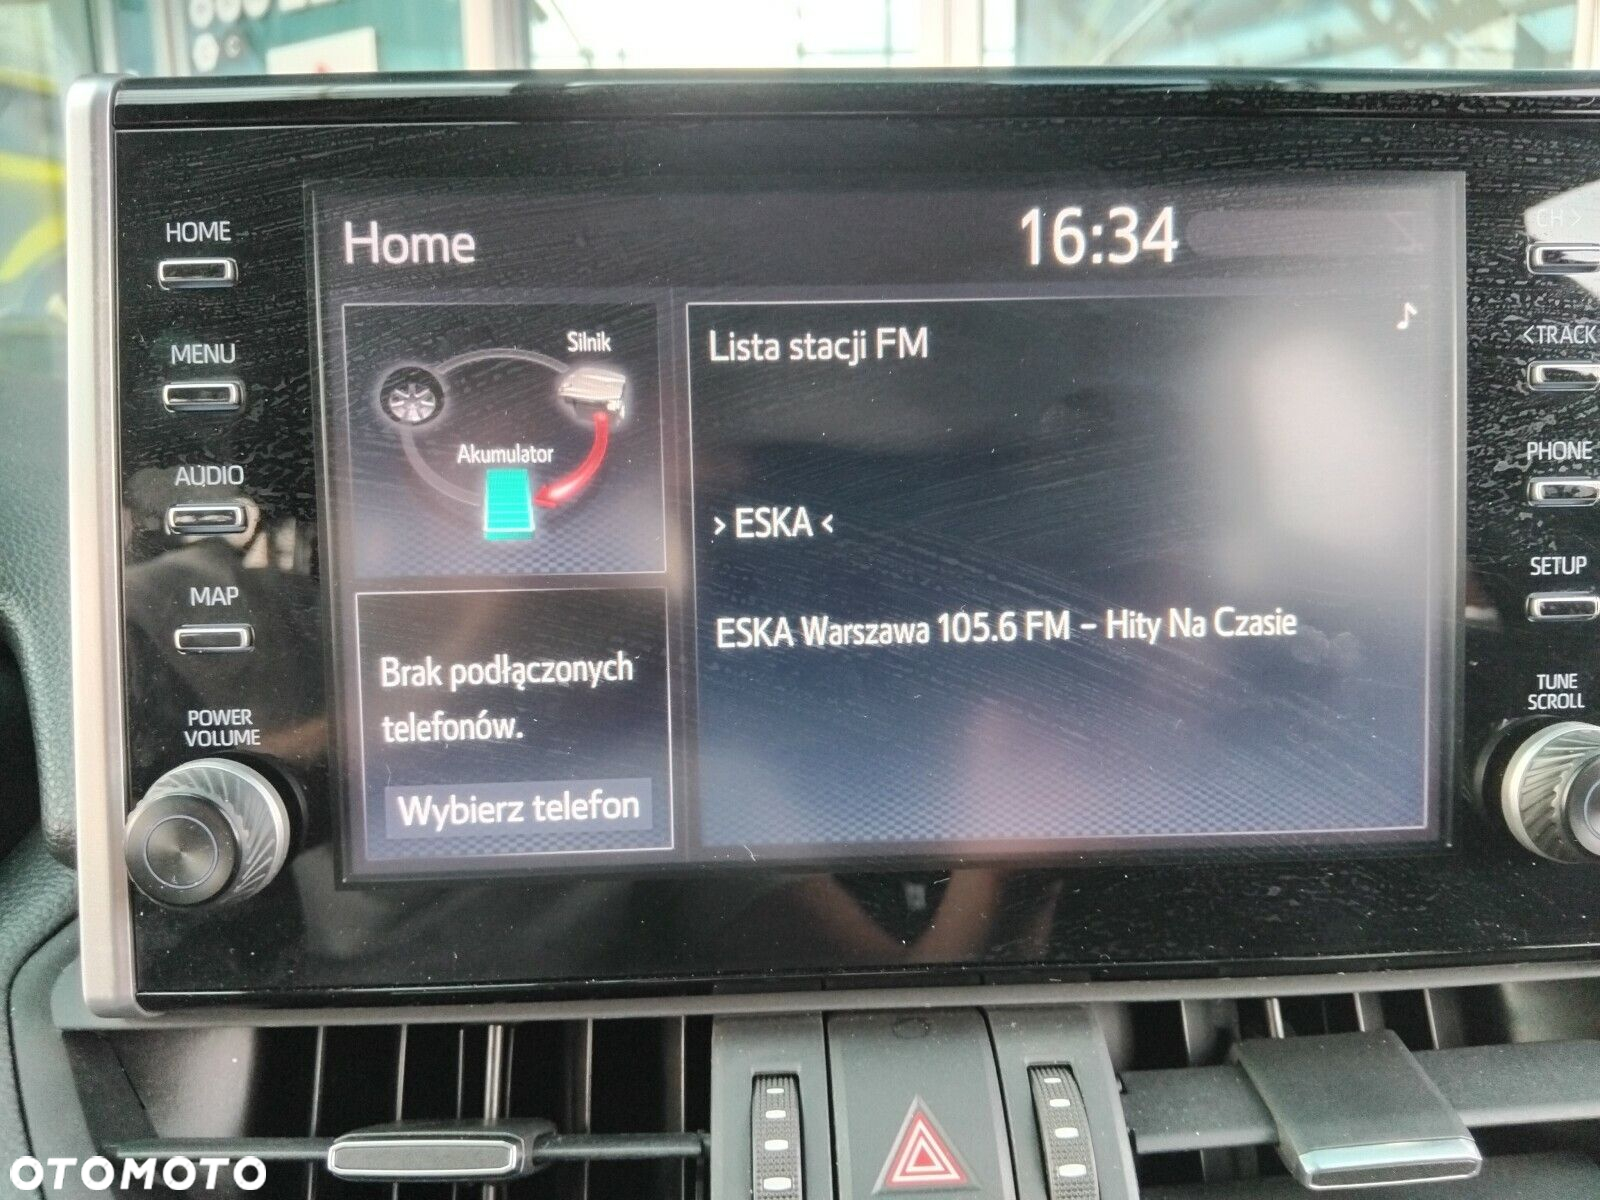 HOME
MENU
AUDIO
MAP
POWER
VOLUME
Home
16:34
Silnik
Akumulator
Brak podłączonych
telefonów.
Wybierz telefon
Lista stacji FM
› ESKA ‹
ESKA Warszawa 105.6 FM – Hity Na Czasie
CH >
<TRACK
PHONE
SETUP
TUNE
SCROLL
OTOMOTO